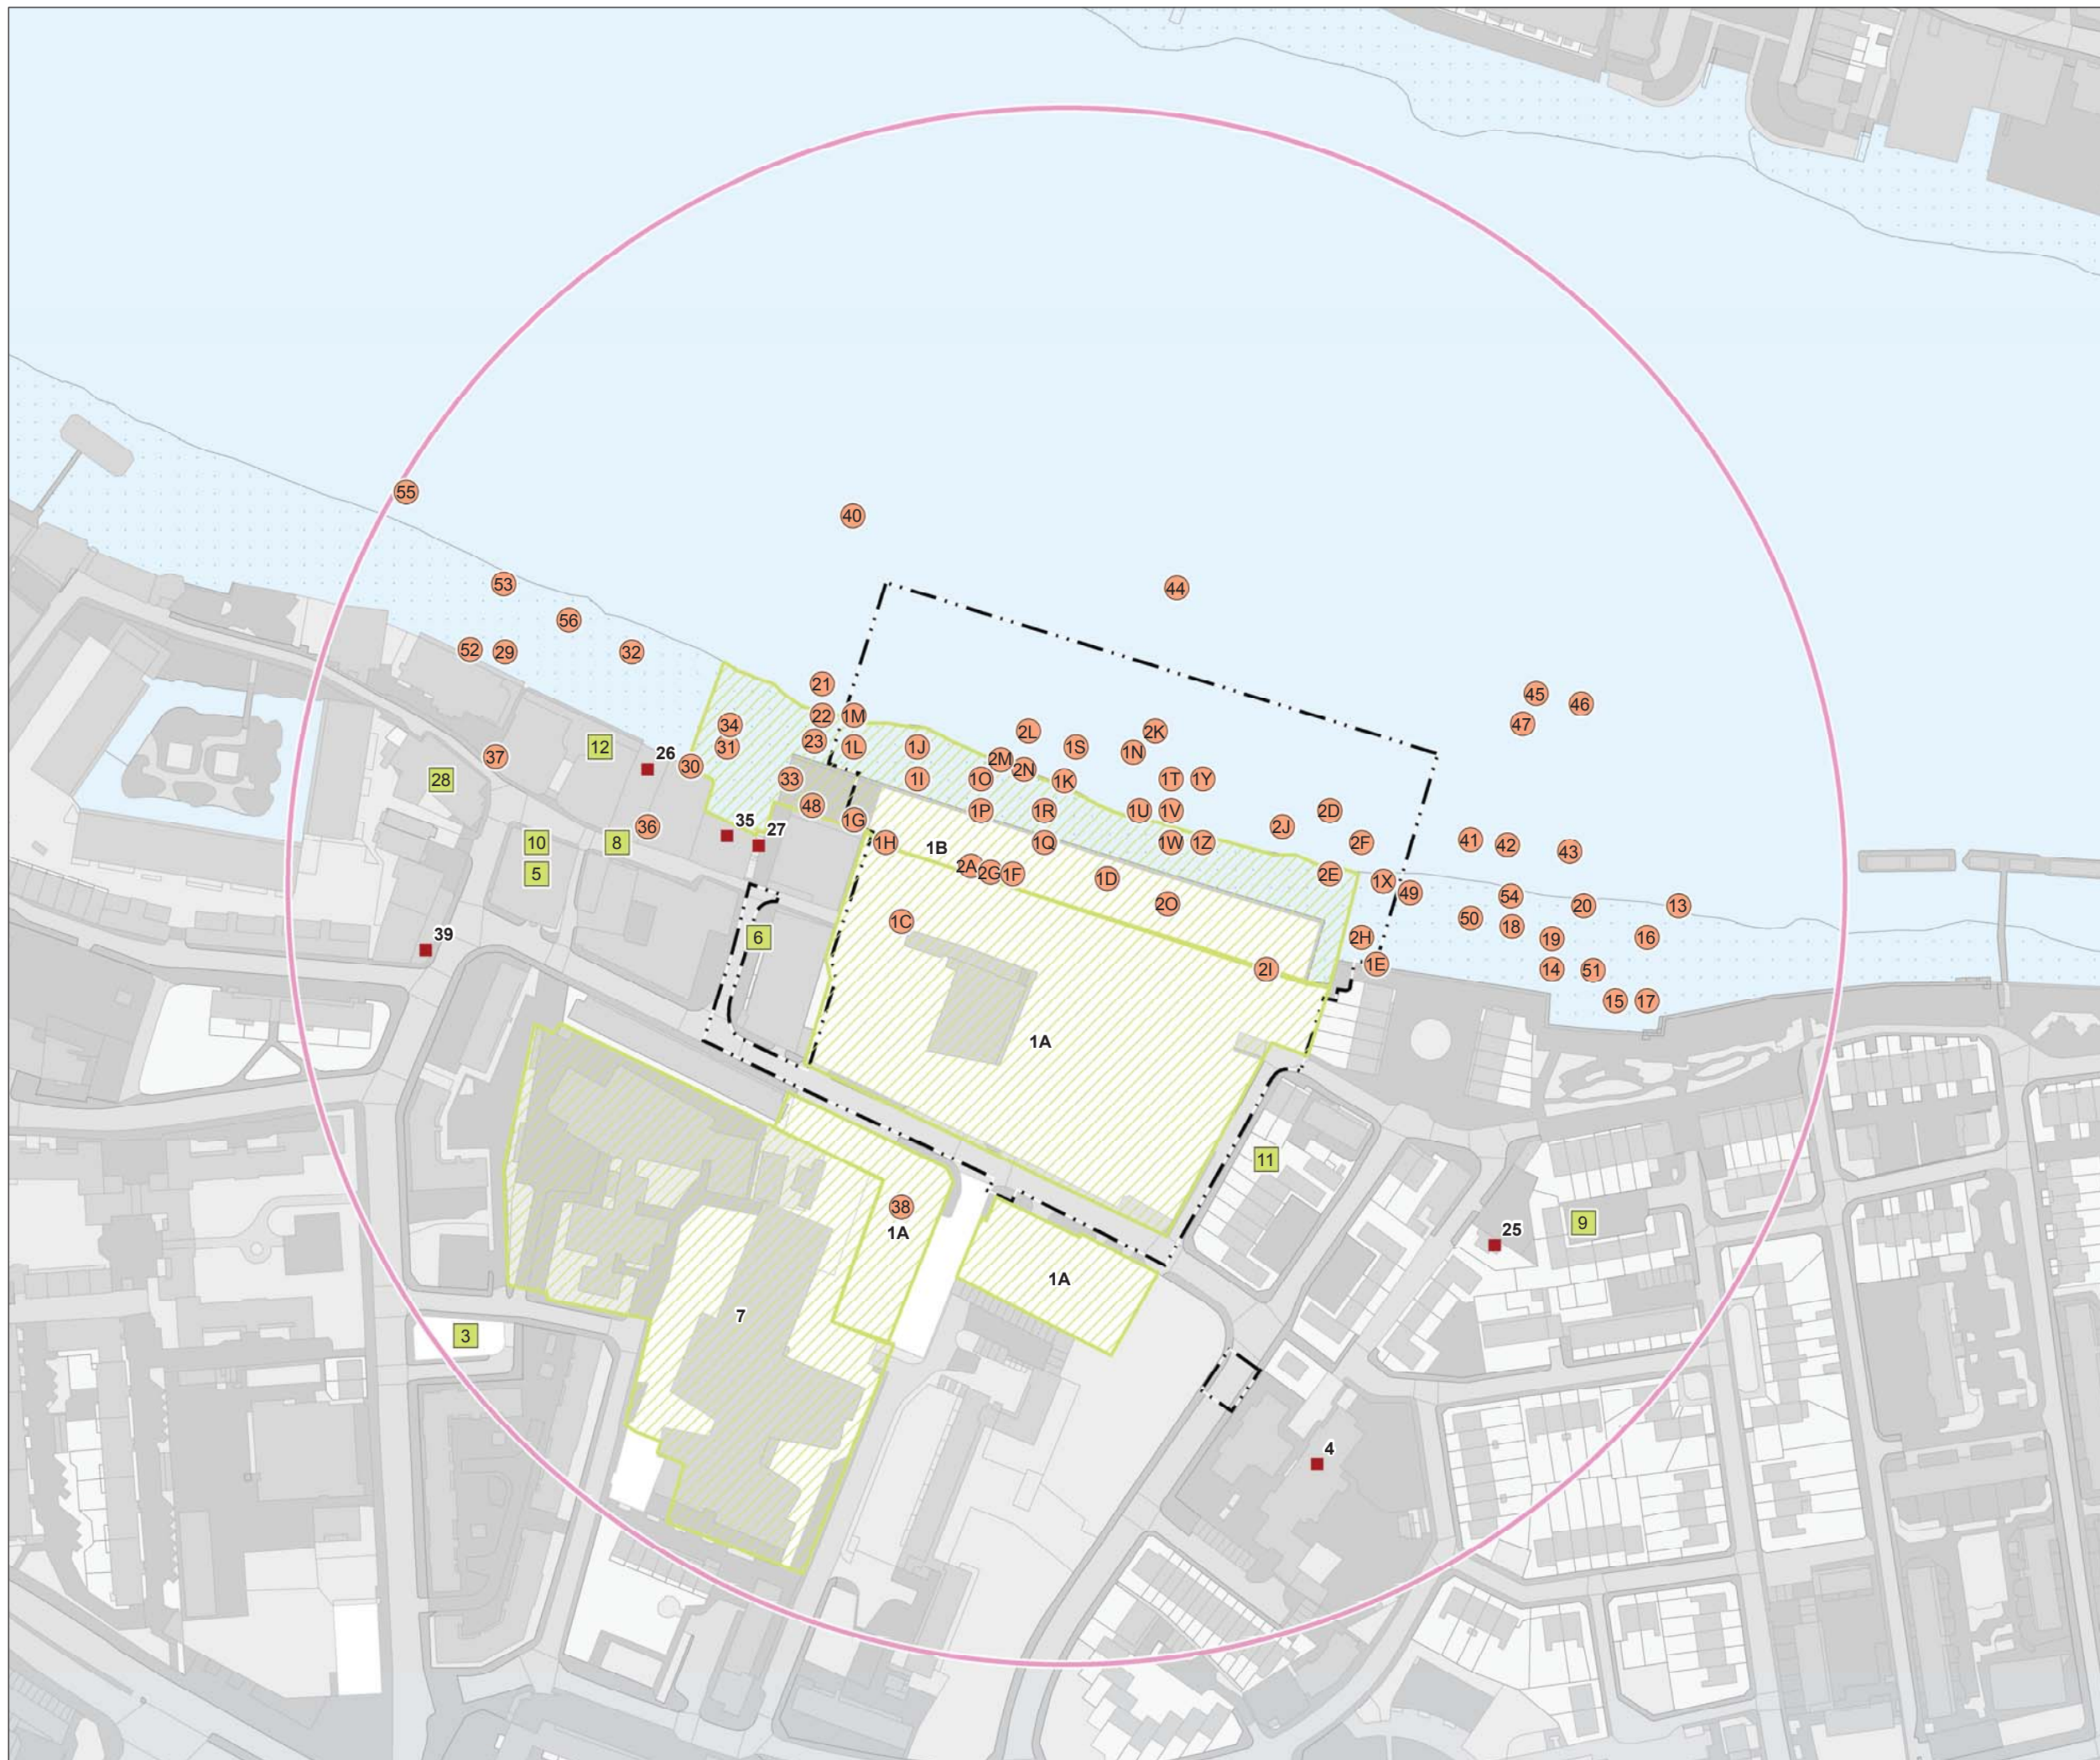 55
40
53
44
56
52
29
32
21
45
46
34
22
1M
47
2L
2K
12
26
31
23
1L
1J
1S
1N
37
30
2M
28
33
1I
1O
2N
1K
1T
1Y
48
1P
1R
1U
1V
2D
36
35
27
1G
2J
10
8
1H
1B
1Q
1W
1Z
2F
41
42
43
5
2A
2G
1F
1D
2E
1X
49
54
2O
20
13
1C
50
18
39
6
2H
19
16
2I
1E
14
51
15
17
1A
11
38
1A
25
9
1A
7
3
4